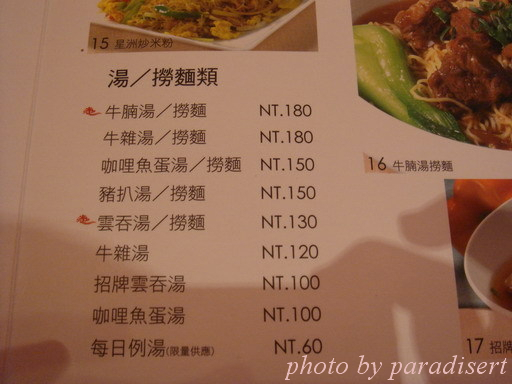 15 星洲炒米粉
湯／撈麵類
牛腩湯／撈麵 NT.180
牛雜湯／撈麵 NT.180
咖哩魚蛋湯／撈麵 NT.150
豬扒湯／撈麵 NT.150
雲吞湯／撈麵 NT.130
牛雜湯 NT.120
招牌雲吞湯 NT.100
咖哩魚蛋湯 NT.100
每日例湯(限量供應) NT.60
16 牛腩湯撈麵
17 招牌
photo by paradisert